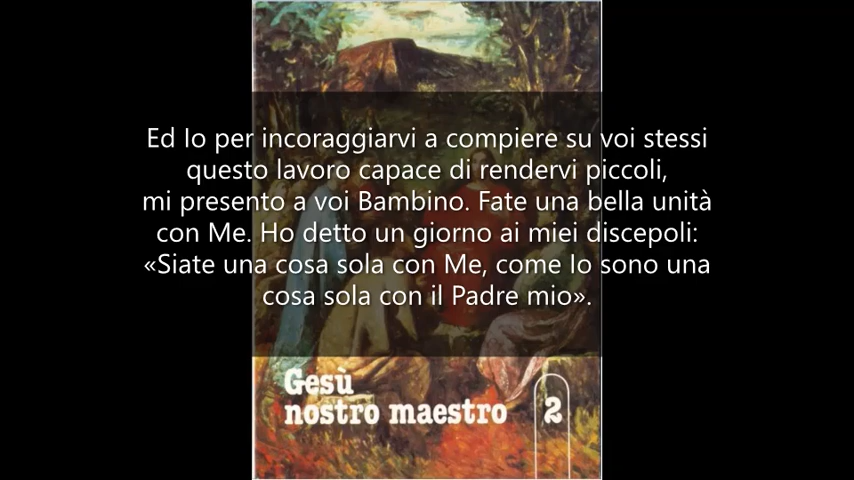 Ed Io per incoraggiarvi a compiere su voi stessi
questo lavoro capace di rendervi piccoli,
mi presento a voi Bambino. Fate una bella unità
con Me. Ho detto un giorno ai miei discepoli:
«Siate una cosa sola con Me, come Io sono una
cosa sola con il Padre mio».
Gesù
nostro maestro
2